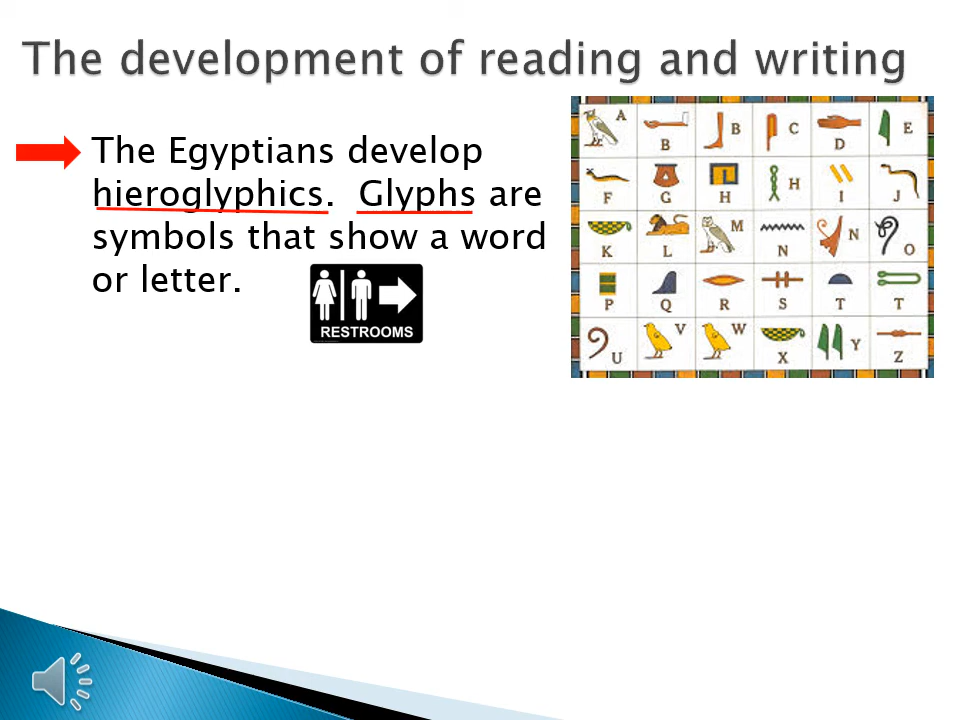 The development of reading and writing
The Egyptians develop
hieroglyphics.  Glyphs are
symbols that show a word
or letter.
RESTROOMS
A B B C D E
F G H H I J
K L M N N O
P Q R S T T
U V W X Y Z